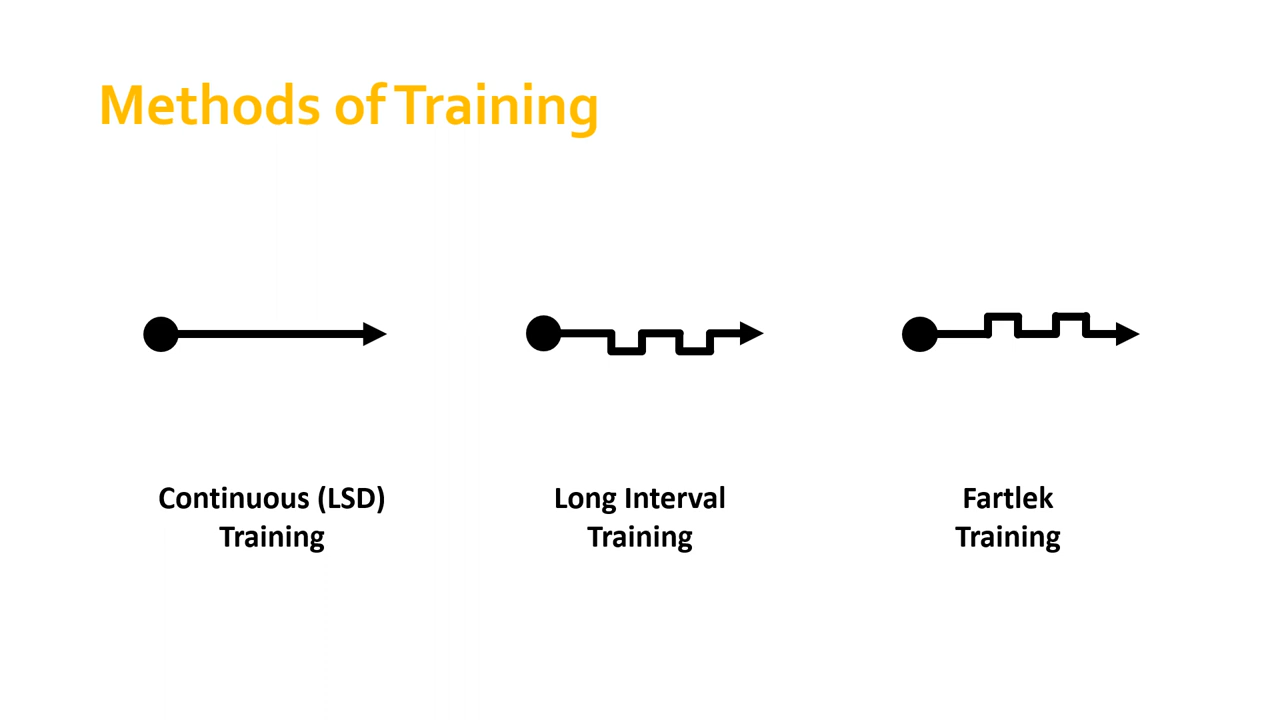 Methods of Training
Continuous (LSD)
Training
Long Interval
Training
Fartlek
Training